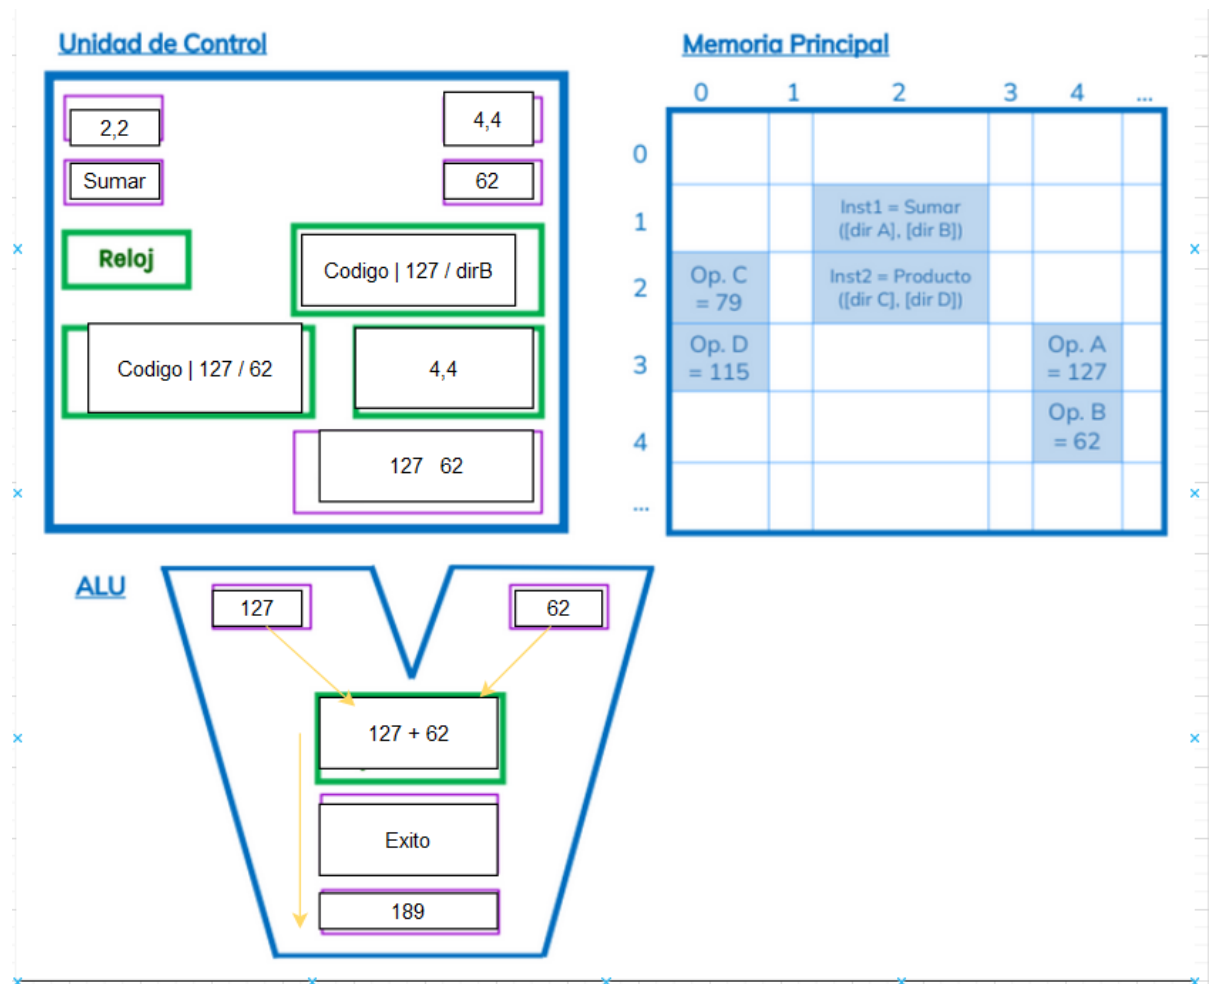 Unidad de Control
2,2
4,4
Sumar
62
Reloj
Codigo | 127 / dirB
Codigo | 127 / 62
4,4
127 62
Memoria Principal
0 1 2 3 4 ...
0
1
Inst1 = Sumar
([dir A], [dir B])
2
Op. C
= 79
Inst2 = Producto
([dir C], [dir D])
3
Op. D
= 115
Op. A
= 127
4
Op. B
= 62
...
ALU
127
62
127 + 62
Exito
189